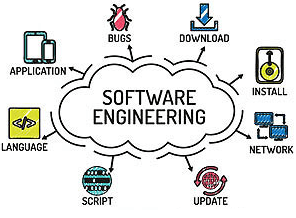 BUGS
DOWNLOAD
APPLICATION
INSTALL
SOFTWARE
ENGINEERING
LANGUAGE
</>
NETWORK
SCRIPT
UPDATE